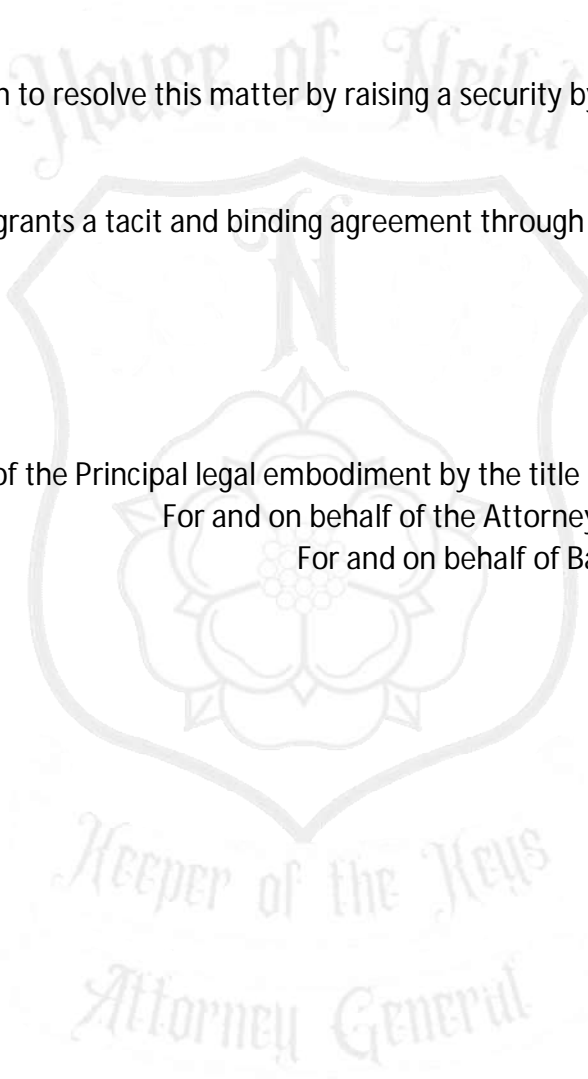 House of Neild
n to resolve this matter by raising a security by
grants a tacit and binding agreement through
N
of the Principal legal embodiment by the title
For and on behalf of the Attorney
For and on behalf of Ba
Keeper of the Keys
Attorney General